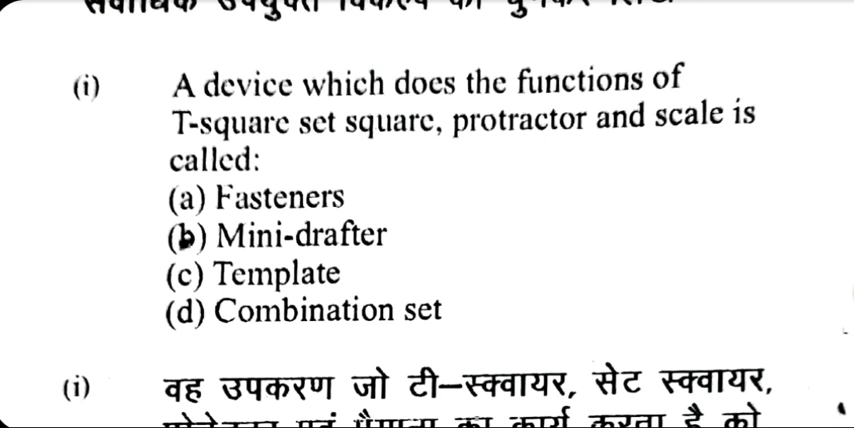 (i) A device which does the functions of
T-square set square, protractor and scale is
called:
(a) Fasteners
(b) Mini-drafter
(c) Template
(d) Combination set
(i) वह उपकरण जो टी–स्क्वायर, सेट स्क्वायर,
का कार्य करता है को